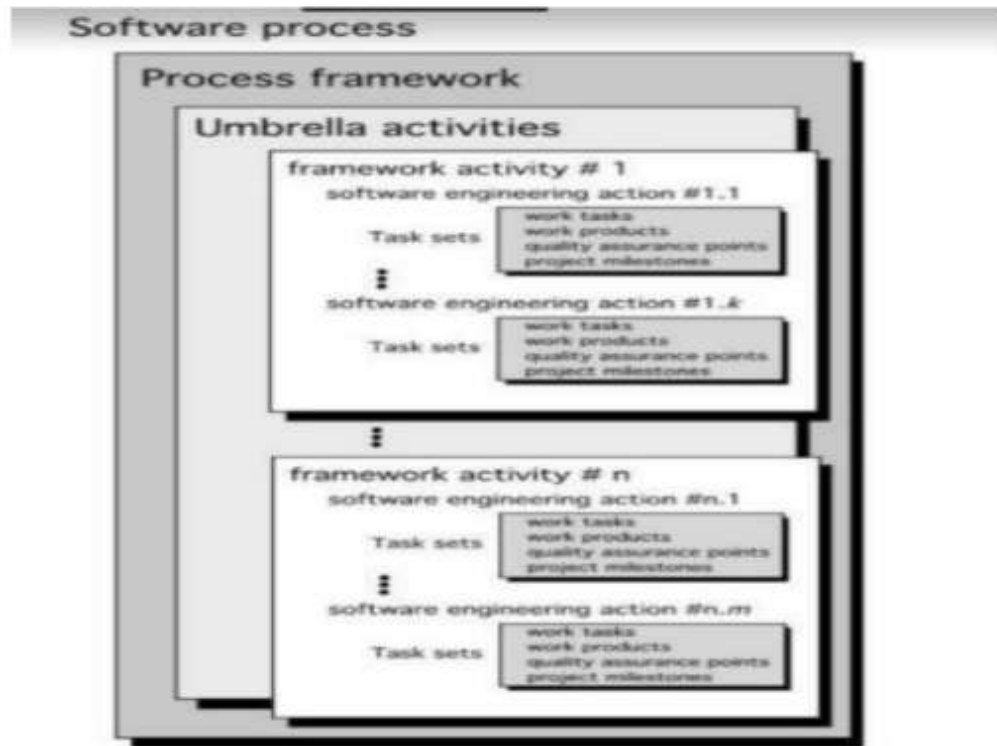 Software process
Process framework
Umbrella activities
framework activity # 1
software engineering action #1.1
Task sets
work tasks
work products
quality assurance points
project milestones
software engineering action #1.k
Task sets
work tasks
work products
quality assurance points
project milestones
framework activity # n
software engineering action #n.1
Task sets
work tasks
work products
quality assurance points
project milestones
software engineering action #n.m
Task sets
work tasks
work products
quality assurance points
project milestones